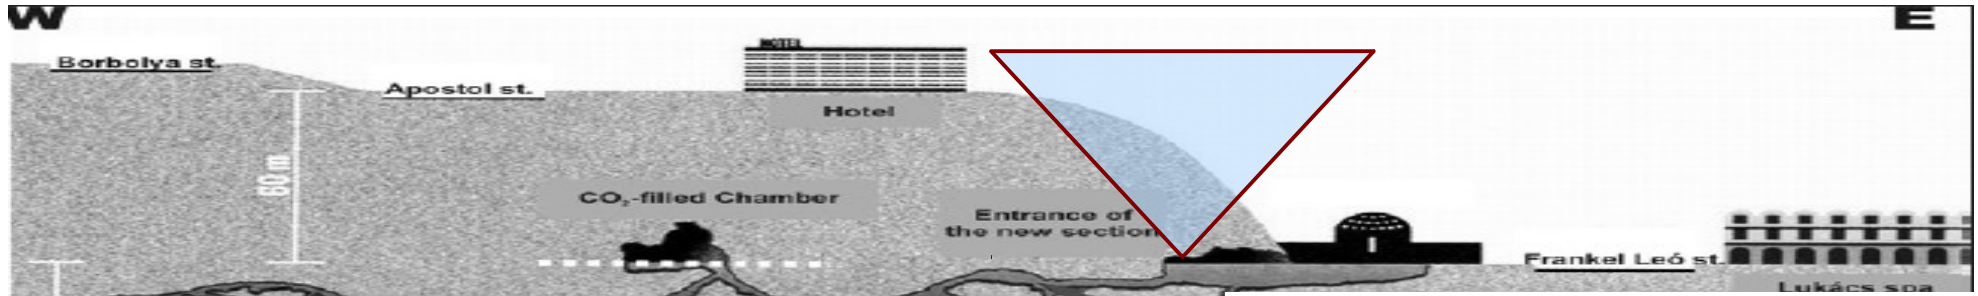 W
E
HOTEL
Borbolya st.
Apostol st.
Hotel
60m
CO₂-filled Chamber
Entrance of
the new section
Frankel Leó st.
Lukács spa